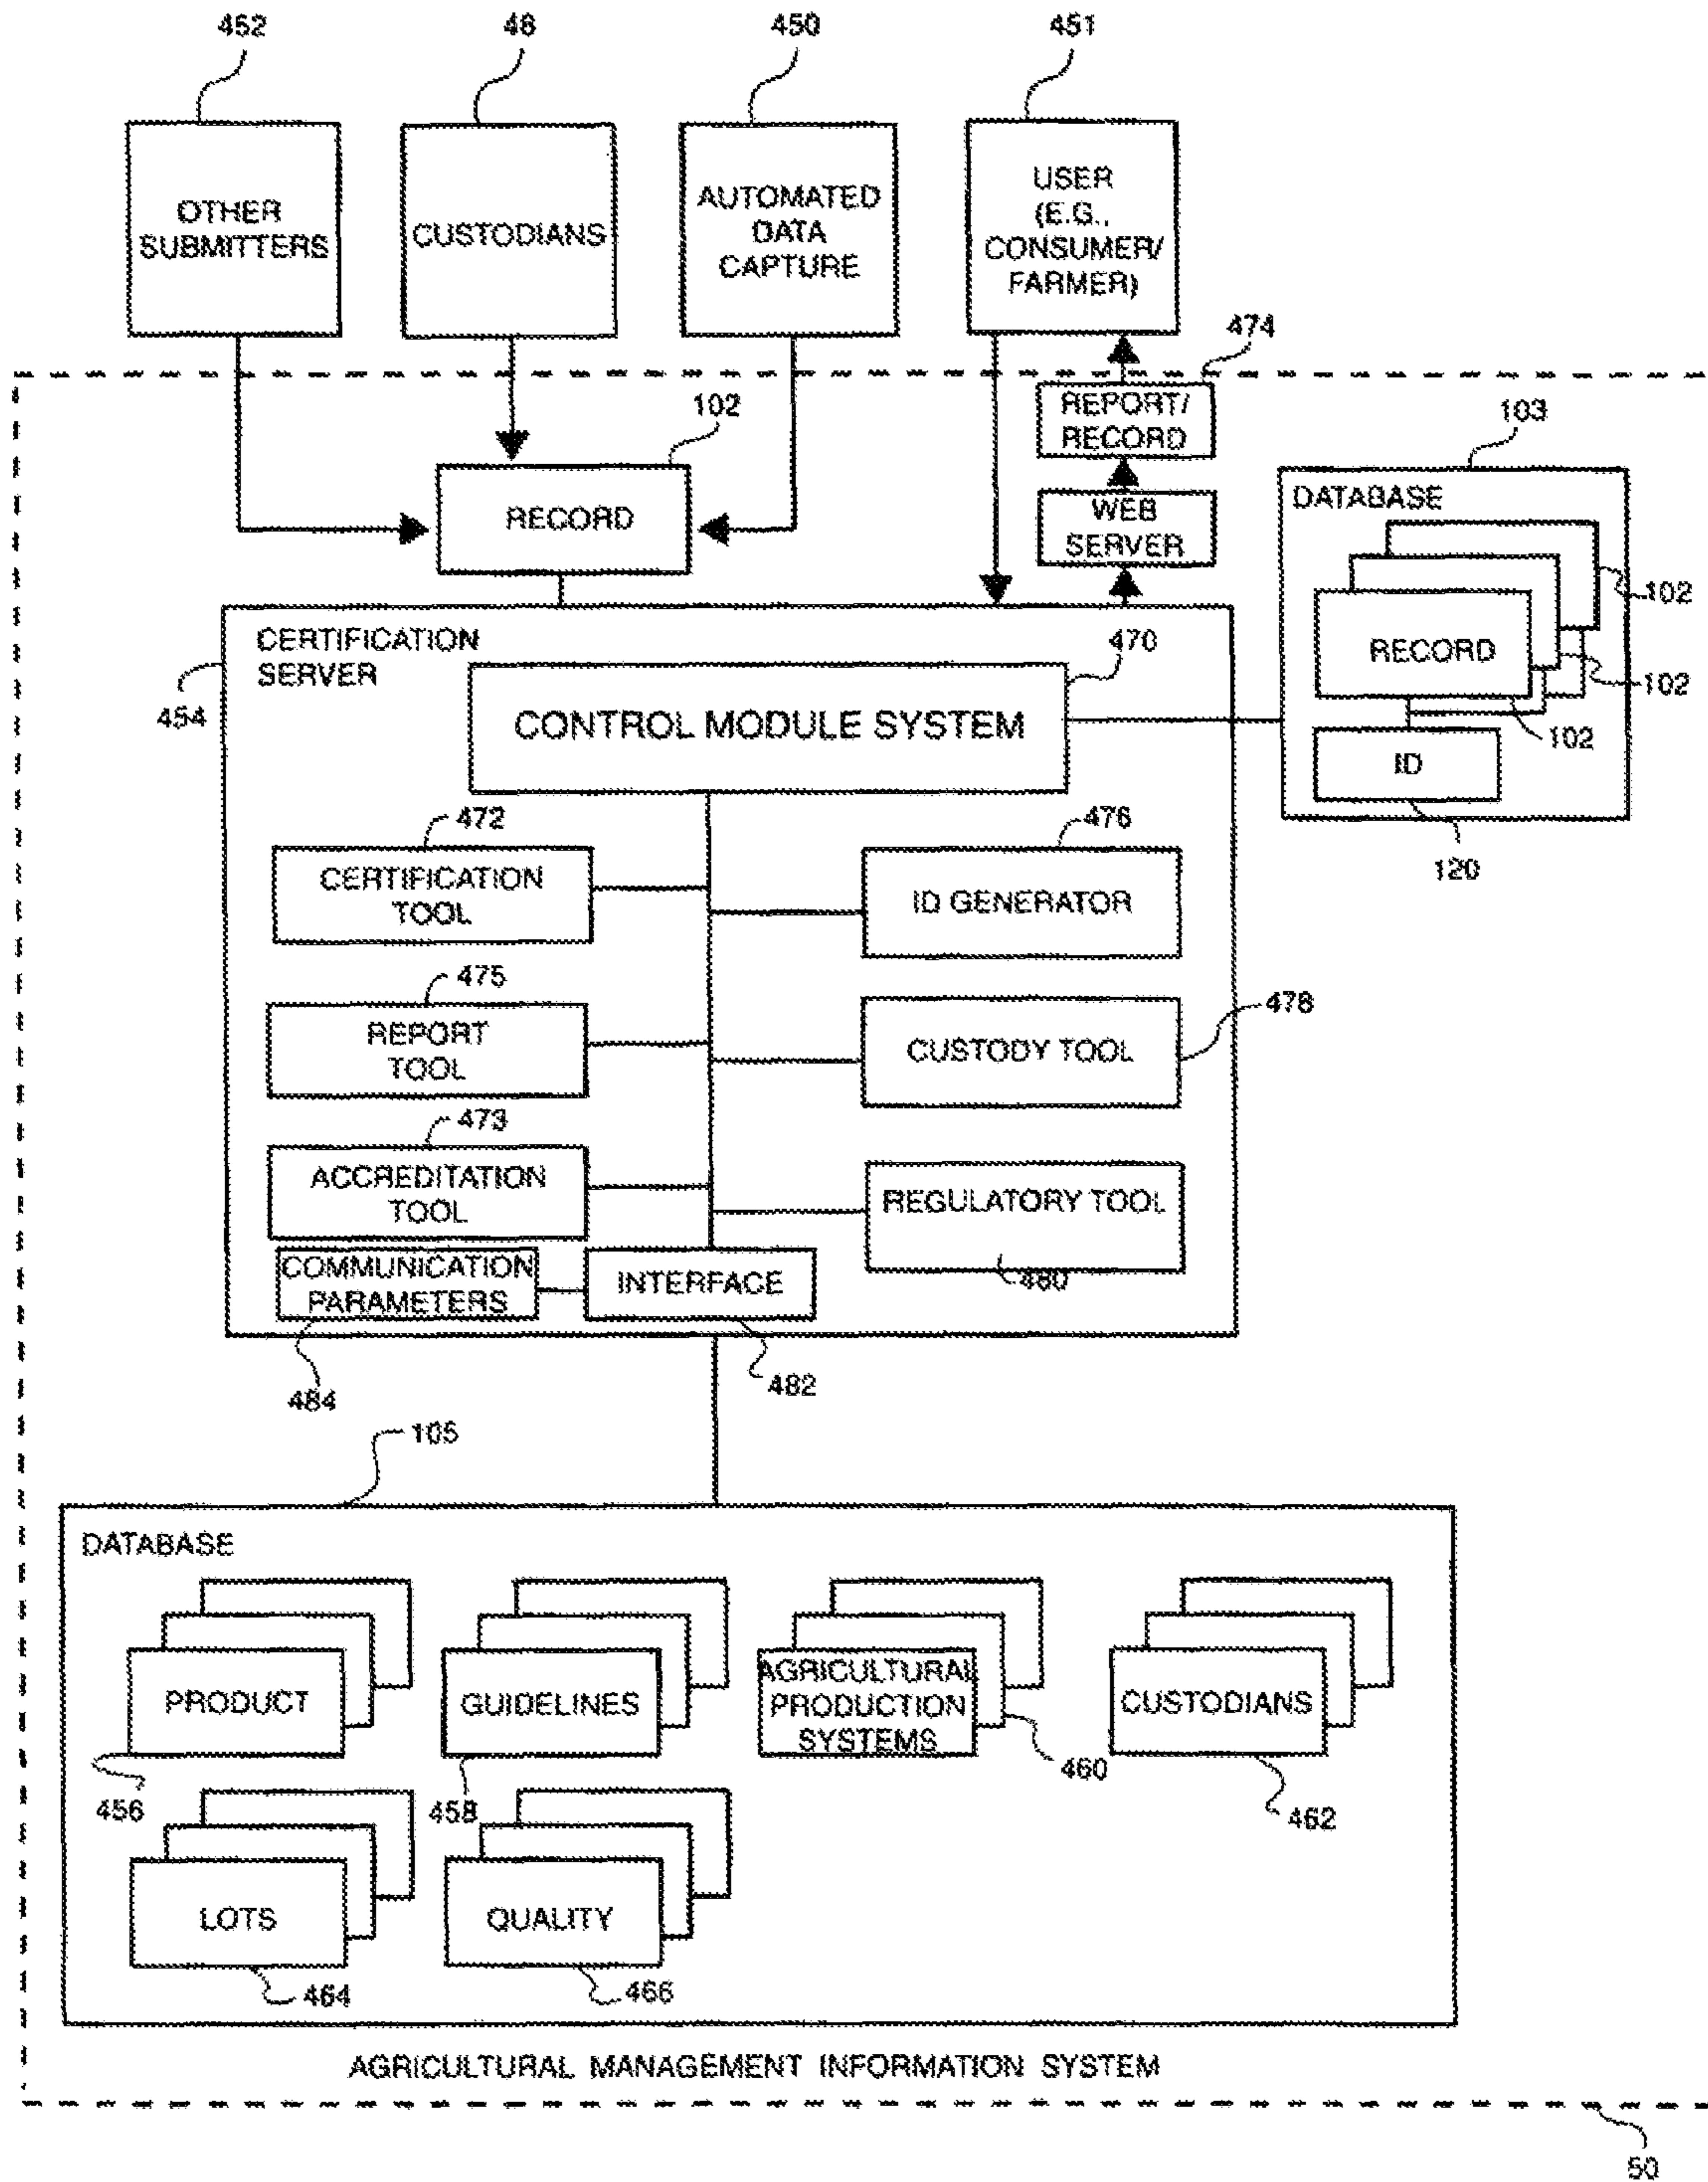 452
46
450
451
OTHER
SUBMITTERS
CUSTODIANS
AUTOMATED
DATA
CAPTURE
USER
(E.G.,
CONSUMER/
FARMER)
474
102
REPORT/
RECORD
103
RECORD
WEB
SERVER
DATABASE
102
RECORD
102
102
ID
120
CERTIFICATION
SERVER
470
454
CONTROL MODULE SYSTEM
472
476
CERTIFICATION
TOOL
ID GENERATOR
475
478
REPORT
TOOL
CUSTODY TOOL
473
ACCREDITATION
TOOL
REGULATORY TOOL
480
COMMUNICATION
PARAMETERS
INTERFACE
484
482
105
DATABASE
PRODUCT
GUIDELINES
AGRICULTURAL
PRODUCTION
SYSTEMS
CUSTODIANS
456
458
460
462
LOTS
QUALITY
464
466
AGRICULTURAL MANAGEMENT INFORMATION SYSTEM
50